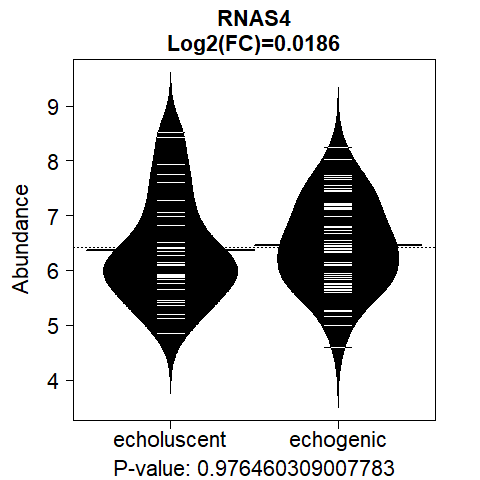 RNAS4
Log2(FC)=0.0186
Abundance
9
8
7
6
5
4
echoluscent echogenic
P-value: 0.976460309007783